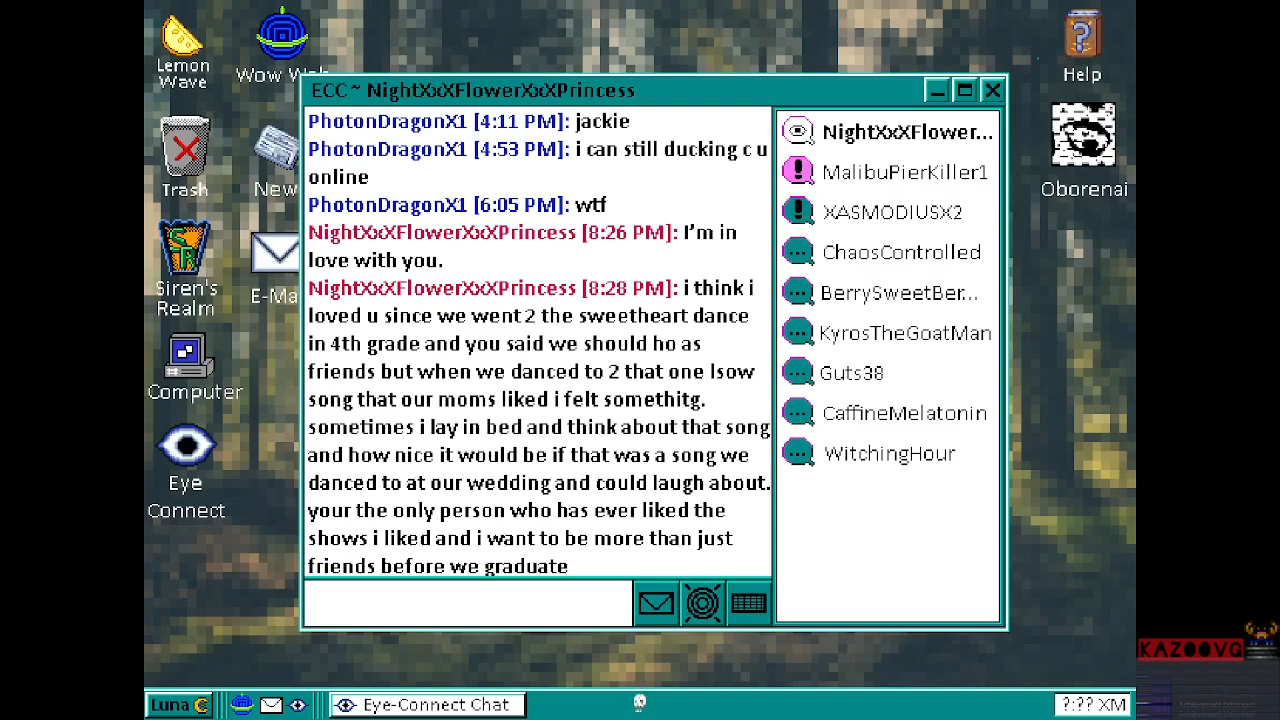 Lemon
Wave
Wow W
Trash
New
Siren's
Realm
E-Ma
Computer
Eye
Connect
ECC ~ NightXxXFlowerXxXPrincess
PhotonDragonX1 [4:11 PM]: jackie
PhotonDragonX1 [4:53 PM]: i can still ducking c u
online
PhotonDragonX1 [6:05 PM]: wtf
NightXxXFlowerXxXPrincess [8:26 PM]: I'm in
love with you.
NightXxXFlowerXxXPrincess [8:28 PM]: i think i
loved u since we went 2 the sweetheart dance
in 4th grade and you said we should ho as
friends but when we danced to 2 that one lsow
song that our moms liked i felt somethitg.
sometimes i lay in bed and think about that song
and how nice it would be if that was a song we
danced to at our wedding and could laugh about.
your the only person who has ever liked the
shows i liked and i want to be more than just
friends before we graduate
NightXxXFlower...
MalibuPierKiller1
XASMODIUSX2
ChaosControlled
BerrySweetBer...
KyrosTheGoatMan
Guts38
CaffineMelatonin
WitchingHour
Help
Oborenai
KAZOOVG
Luna
Eye-Connect Chat
?:?? XM